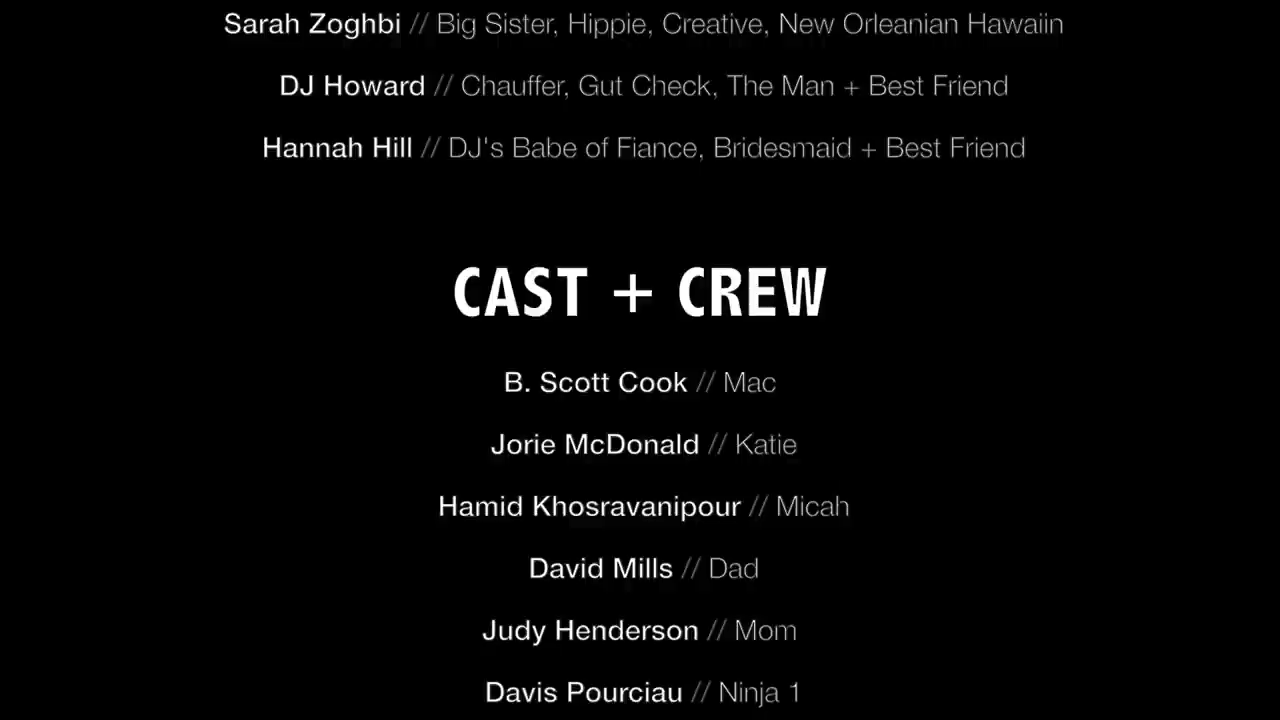 Sarah Zoghbi // Big Sister, Hippie, Creative, New Orleanian Hawaiin
DJ Howard // Chauffer, Gut Check, The Man + Best Friend
Hannah Hill // DJ's Babe of Fiance, Bridesmaid + Best Friend
CAST + CREW
B. Scott Cook // Mac
Jorie McDonald // Katie
Hamid Khosravanipour // Micah
David Mills // Dad
Judy Henderson // Mom
Davis Pourciau // Ninja 1